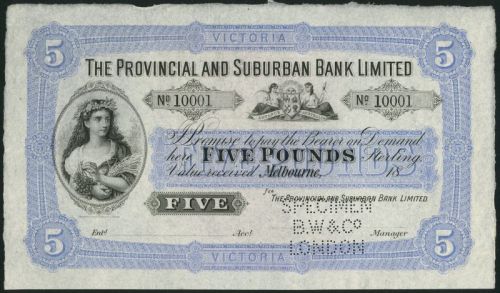 5 VICTORIA 5
THE PROVINCIAL AND SUBURBAN BANK LIMITED
No 10001 No 10001
I Promise to pay the Bearer on Demand
here FIVE POUNDS Sterling.
Value received Melbourne, 18
for THE PROVINCIAL AND SUBURBAN BANK LIMITED.
FIVE
SPECIMEN
B.W & Co
LONDON
Entd Acct Manager
5 VICTORIA 5